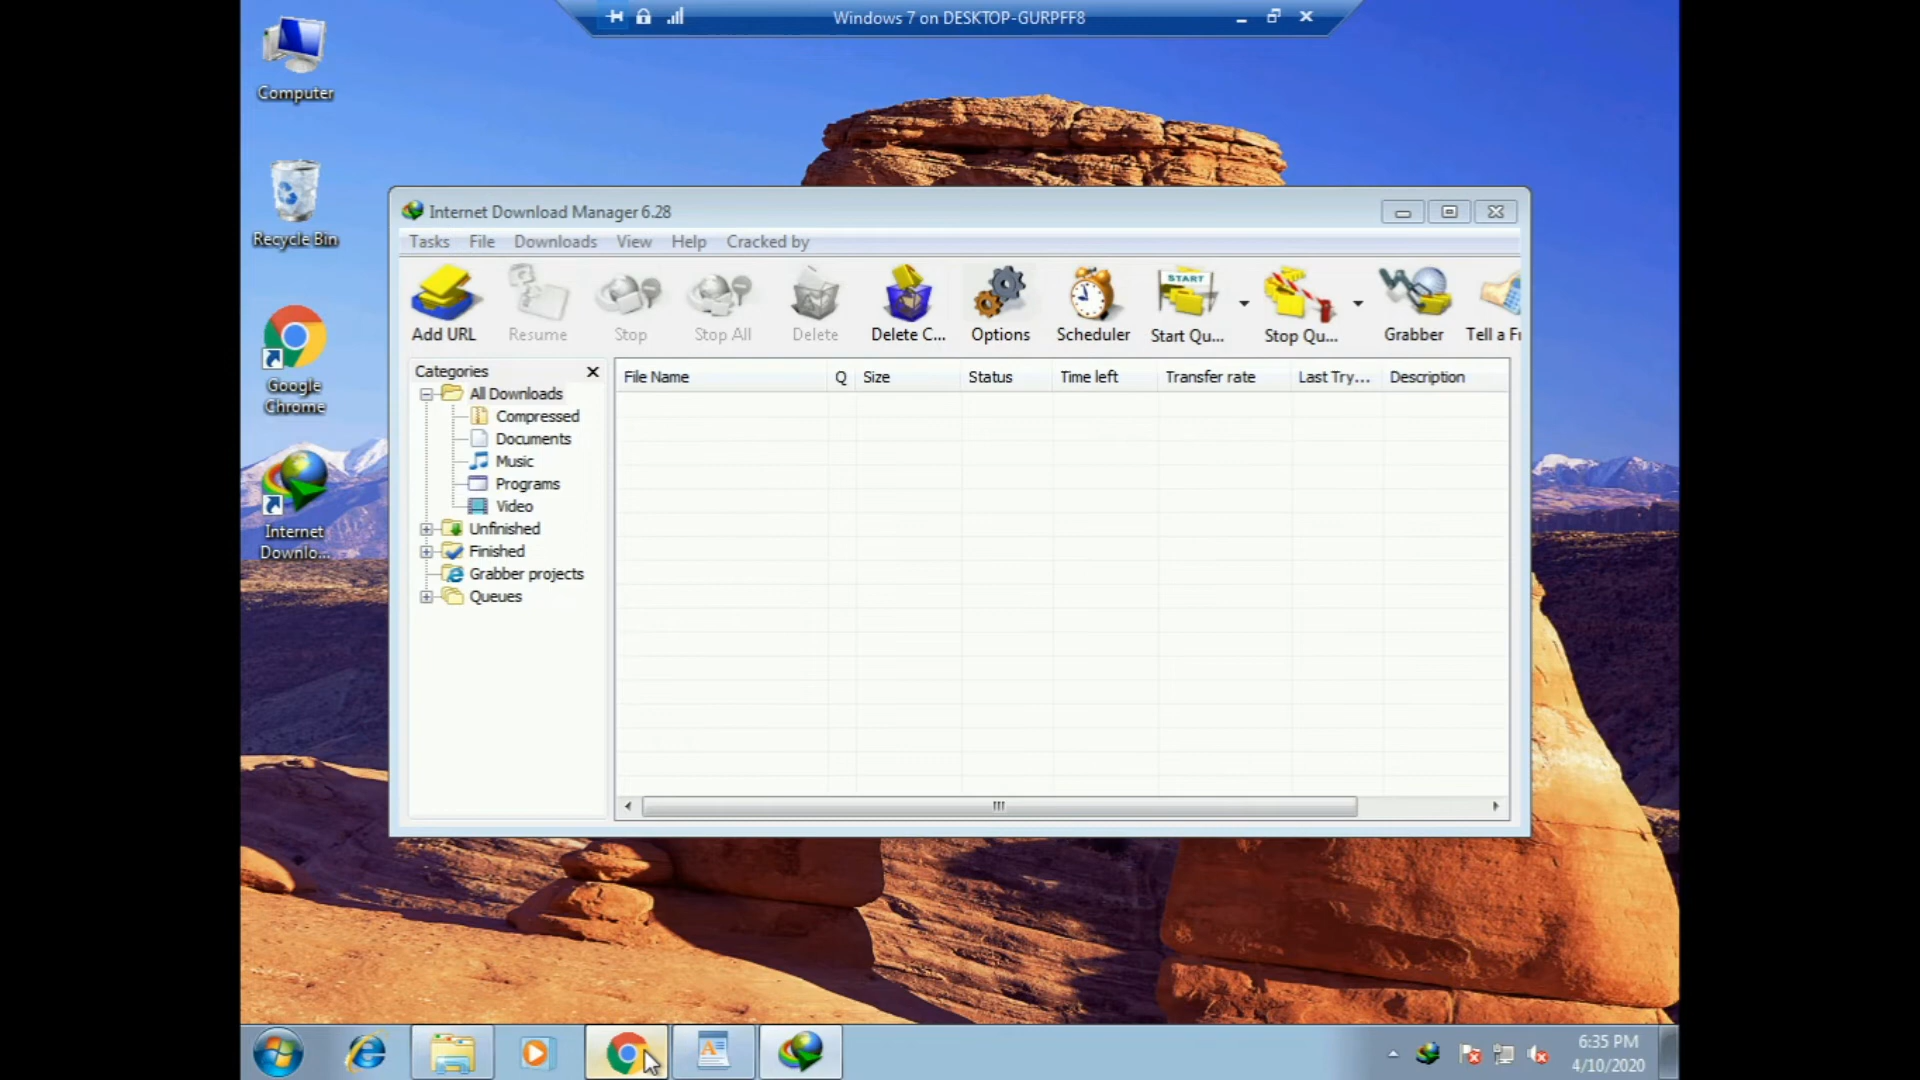 Windows 7 on DESKTOP-GURPFF8
Computer
Recycle Bin
Google
Chrome
Internet
Downlo...
Internet Download Manager 6.28
Tasks File Downloads View Help Cracked by
Add URL Resume Stop Stop All Delete Delete C... Options Scheduler Start Qu... Stop Qu... Grabber Tell a Fr
START
Categories
All Downloads
Compressed
Documents
Music
Programs
Video
Unfinished
Finished
Grabber projects
Queues
File Name Q Size Status Time left Transfer rate Last Try... Description
6:35 PM
4/10/2020